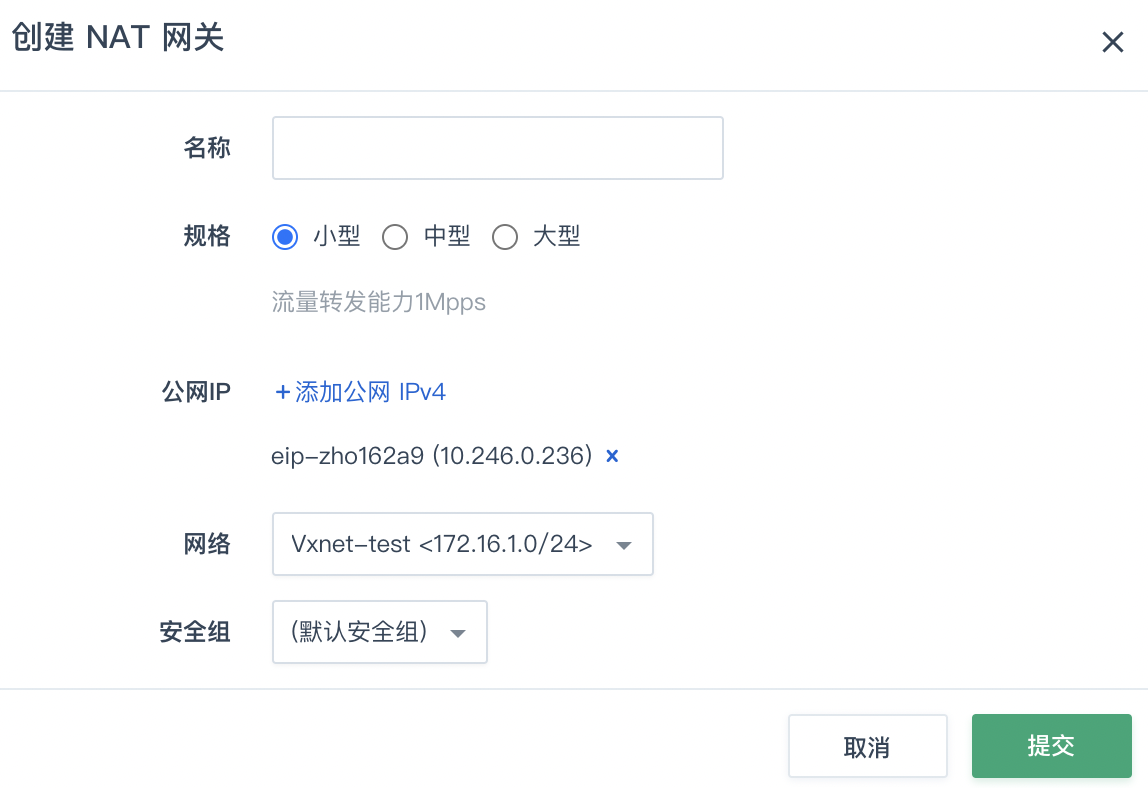 创建 NAT 网关
名称
规格 小型 中型 大型
流量转发能力1Mpps
公网IP +添加公网 IPv4
eip-zho162a9 (10.246.0.236) ×
网络 Vxnet-test <172.16.1.0/24>
安全组 (默认安全组)
取消 提交